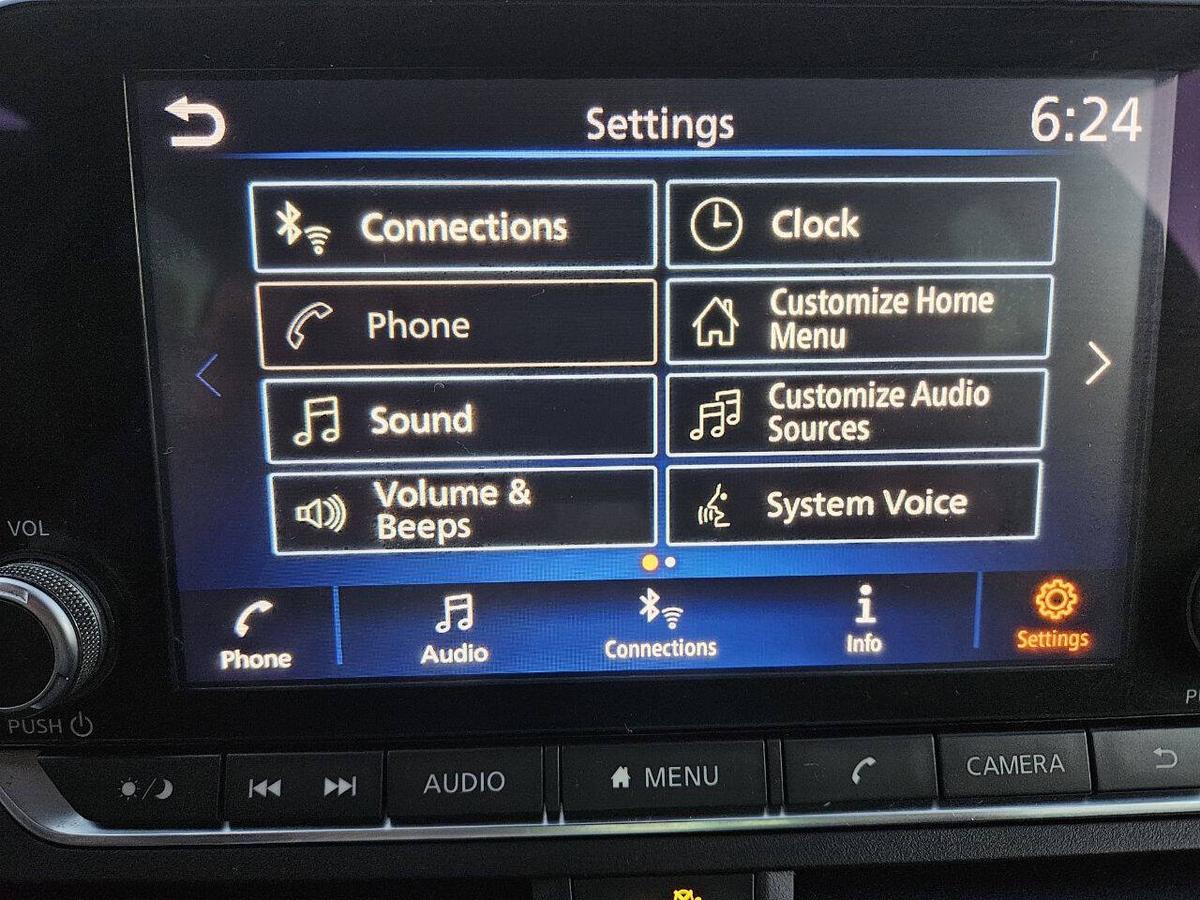 Settings
6:24
Connections
Clock
Phone
Customize Home
Menu
Sound
Customize Audio
Sources
Volume &
Beeps
System Voice
VOL
Phone
Audio
Connections
Info
Settings
PUSH
AUDIO
MENU
CAMERA